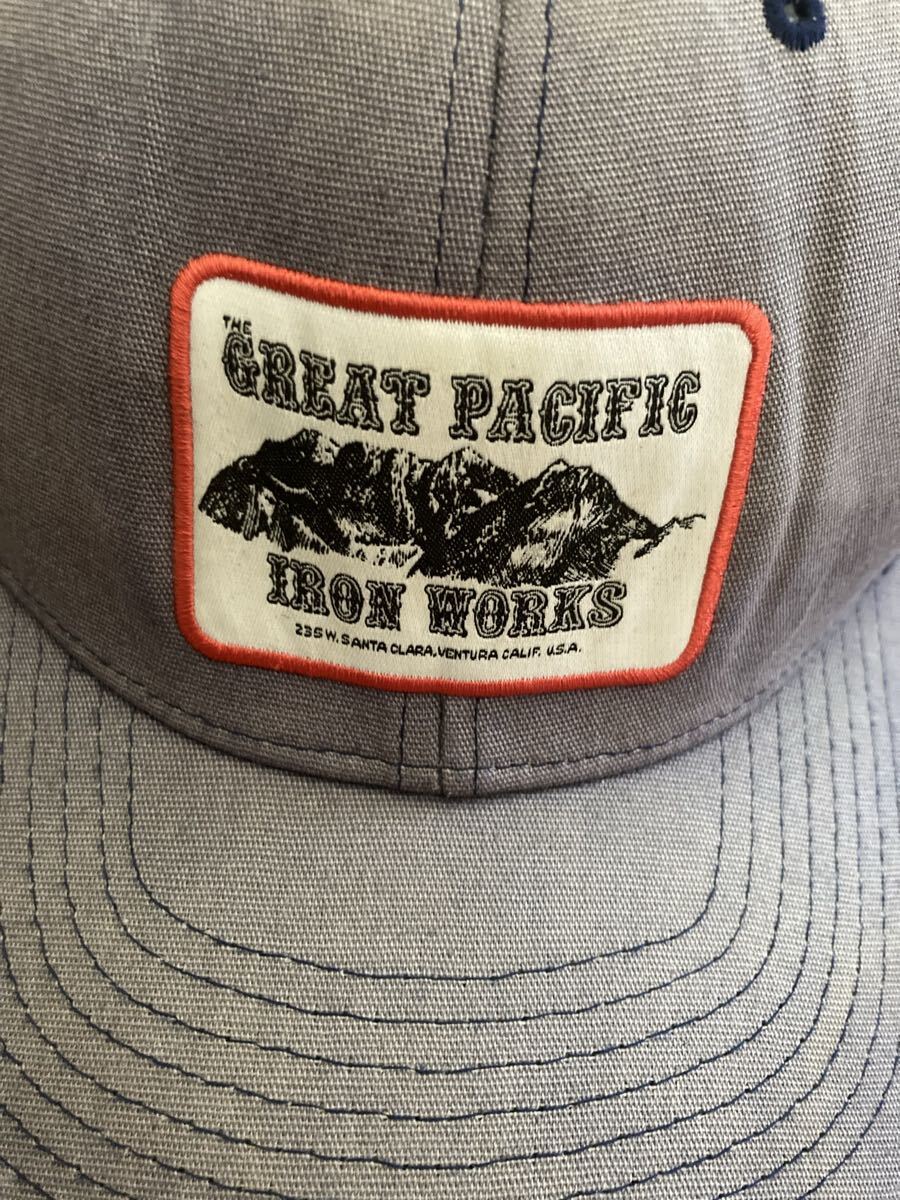 THE
GREAT PACIFIC
IRON WORKS
235 W. SANTA CLARA, VENTURA CALIF. U.S.A.